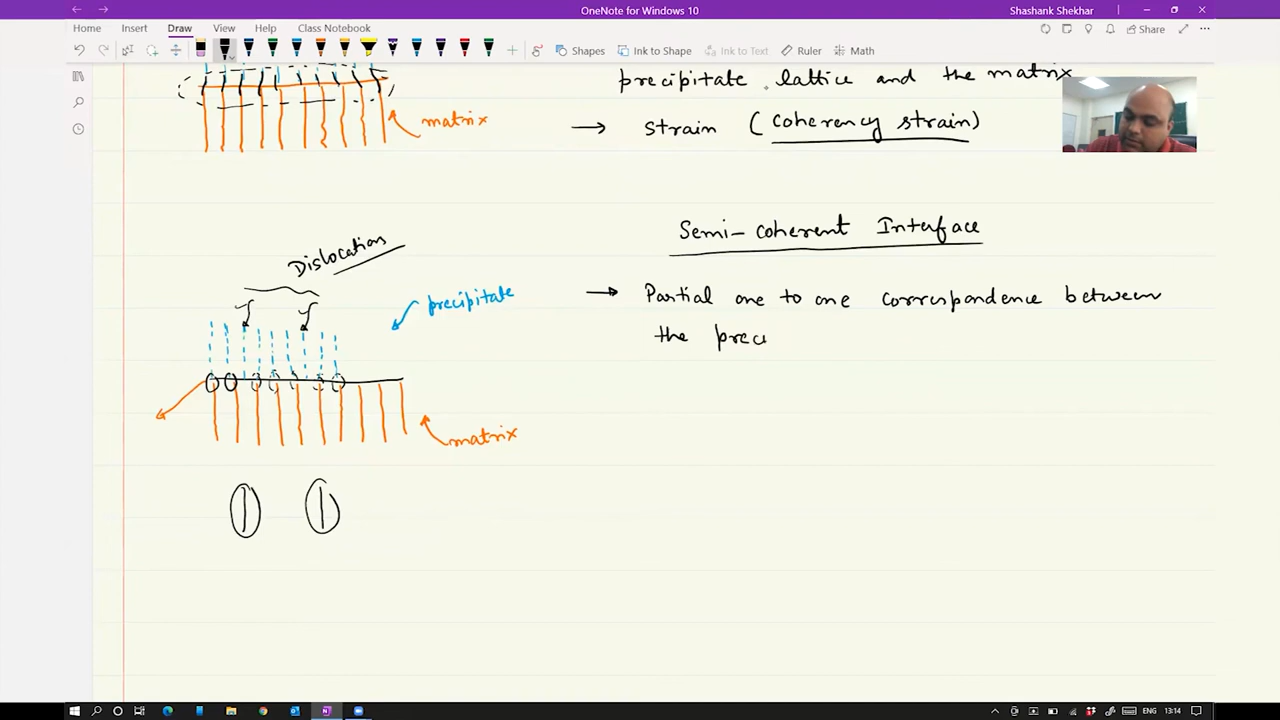 OneNote for Windows 10
Shashank Shekhar
Home Insert Draw View Help Class Notebook
Share
Shapes Ink to Shape Ink to Text Ruler Math
precipitate lattice and the matrix
matrix
→ strain (coherency strain)
Semi-coherent Interface
Dislocation
precipitate
→ Partial one to one correspondence between
the prec
matrix
ENG 13:14